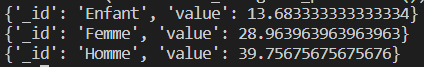 {'_id': 'Enfant', 'value': 13.683333333333334}
{'_id': 'Femme', 'value': 28.963963963963963}
{'_id': 'Homme', 'value': 39.75675675675676}